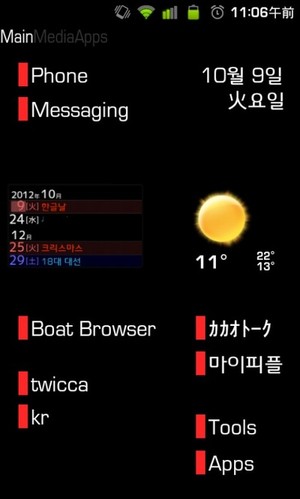 11:06午前
MainMediaApps
Phone
10월 9일
Messaging
火요일
2012年 10月
9 [火] 한글날
24 [水]
12月
25 [火] 크리스마스
29 [土] 18대 대선
11°
22°
13°
Boat Browser
ｶｶｵﾄｰｸ
마이피플
twicca
kr
Tools
Apps